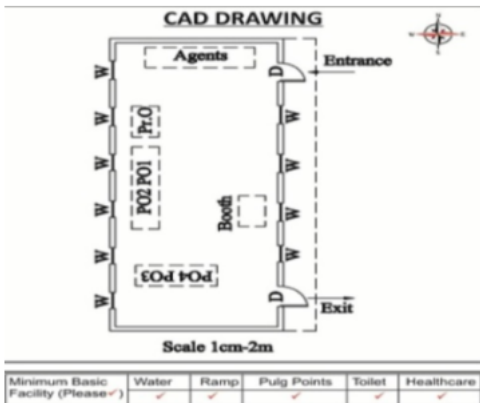 CAD DRAWING
Agents
D
Entrance
W
W
Pr.O
W
W
PO2 PO1
W
W
W
Booth
W
W
W
PO4 PO3
D
W
Exit
Scale 1cm-2m
Minimum Basic Facility (Please✓)
Water
Ramp
Pulg Points
Toilet
Healthcare
✓
✓
✓
✓
✓